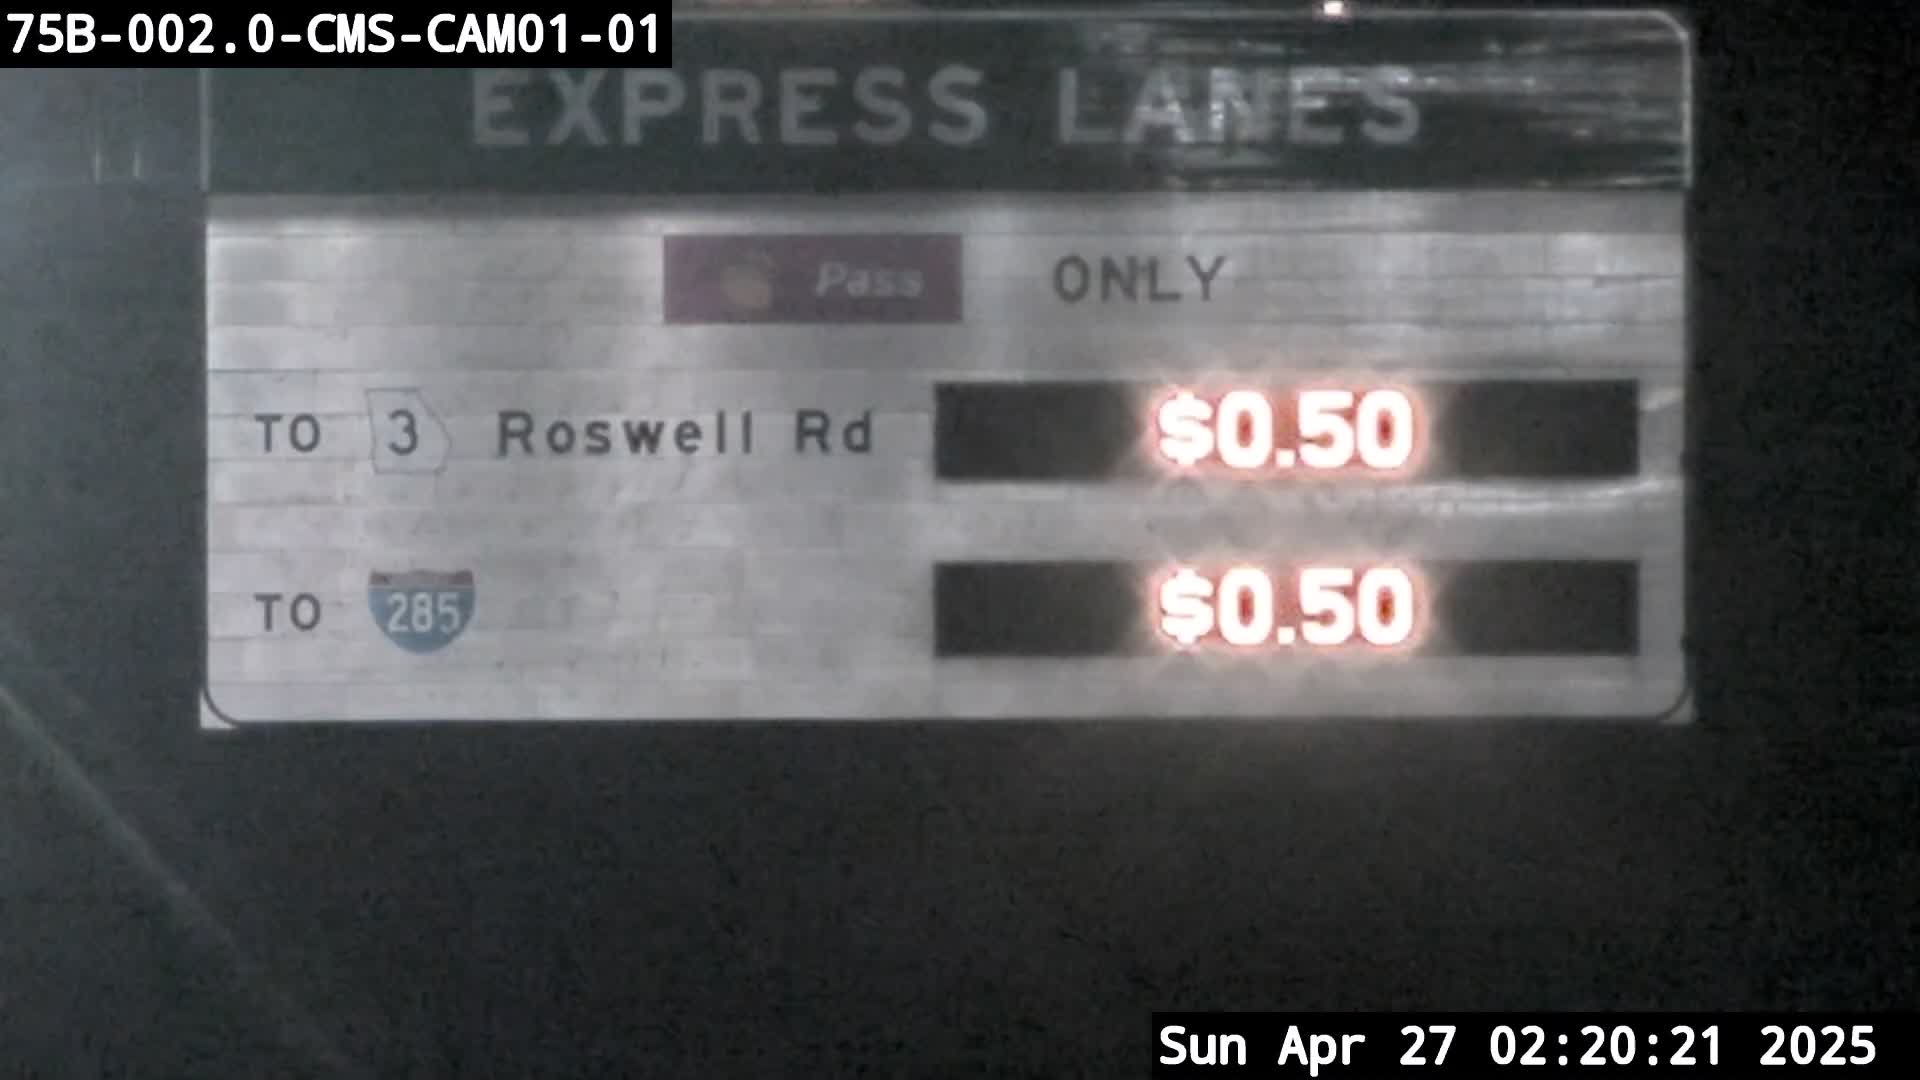 75B-002.0-CMS-CAM01-01
EXPRESS LANES
Pass ONLY
TO 3 Roswell Rd $0.50
TO 285 $0.50
Sun Apr 27 02:20:21 2025